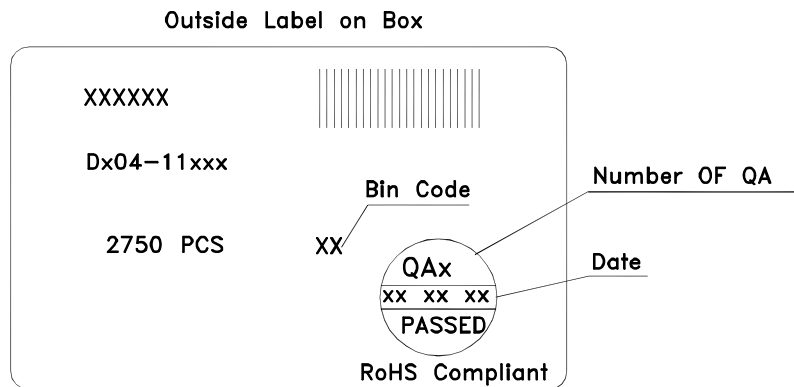 Outside Label on Box
XXXXXX
Dx04-11xxx
Number OF QA
Bin Code
2750 PCS
XX
QAx
Date
xx xx xx
PASSED
RoHS Compliant